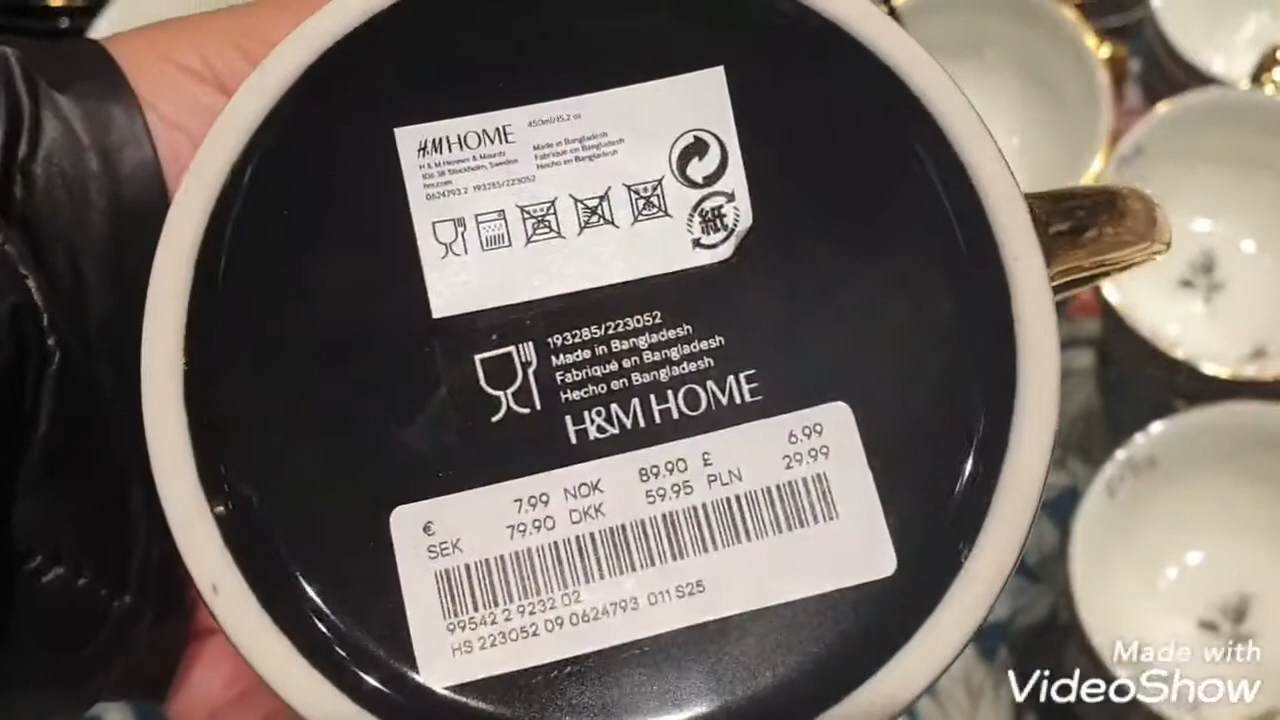 H&M HOME
450ml/15.2 oz
H & M Hennes & Mauritz
106 38 Stockholm, Sweden
hm.com
0624793.2 193285/223052
Made in Bangladesh
Fabriqué en Bangladesh
Hecho en Bangladesh
紙
193285/223052
Made in Bangladesh
Fabriqué en Bangladesh
Hecho en Bangladesh
H&M HOME
€ 7.99 NOK 89.90 £ 6.99
SEK 79.90 DKK 59.95 PLN 29.99
99542 2 9232 02
HS 223052 09 0624793 011 S25
Made with
VideoShow